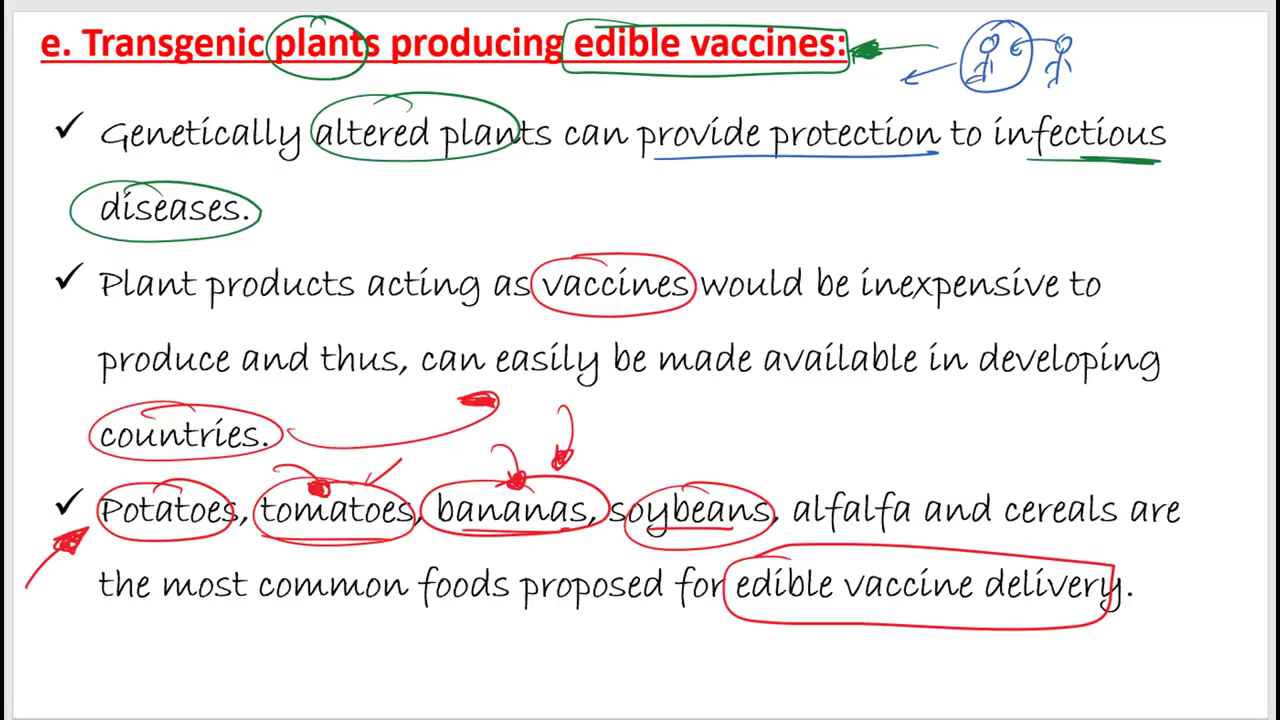 e. Transgenic plants producing edible vaccines:
✓ Genetically altered plants can provide protection to infectious
diseases.
✓ Plant products acting as vaccines would be inexpensive to
produce and thus, can easily be made available in developing
countries.
✓ Potatoes, tomatoes, bananas, soybeans, alfalfa and cereals are
the most common foods proposed for edible vaccine delivery.